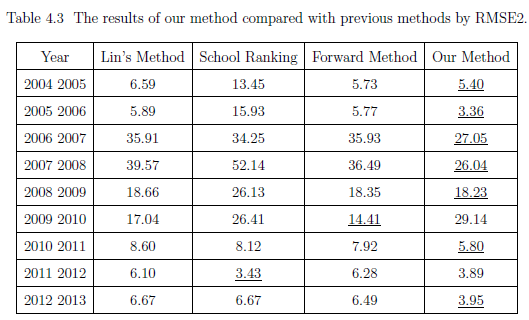 Table 4.3 The results of our method compared with previous methods by RMSE2.
Year Lin's Method School Ranking Forward Method Our Method
2004 2005 6.59 13.45 5.73 5.40
2005 2006 5.89 15.93 5.77 3.36
2006 2007 35.91 34.25 35.93 27.05
2007 2008 39.57 52.14 36.49 26.04
2008 2009 18.66 26.13 18.35 18.23
2009 2010 17.04 26.41 14.41 29.14
2010 2011 8.60 8.12 7.92 5.80
2011 2012 6.10 3.43 6.28 3.89
2012 2013 6.67 6.67 6.49 3.95